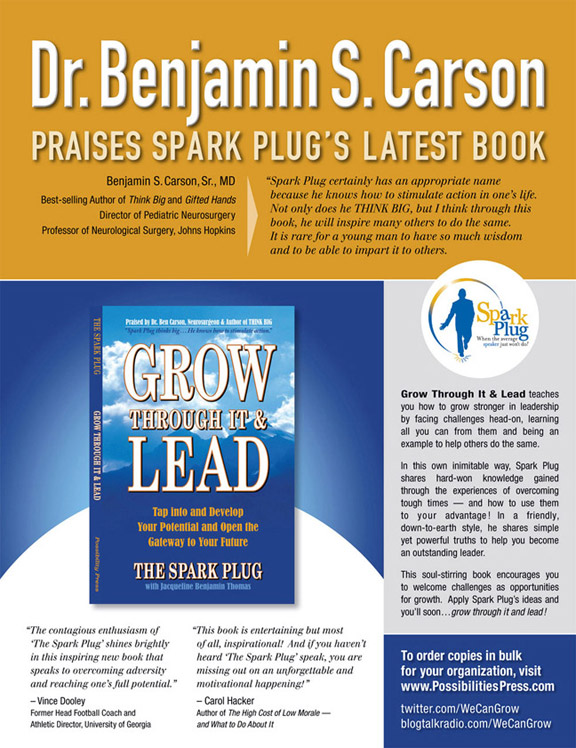 Dr. Benjamin S. Carson
PRAISES SPARK PLUG'S LATEST BOOK
Benjamin S. Carson, Sr., MD
Best-selling Author of Think Big and Gifted Hands
Director of Pediatric Neurosurgery
Professor of Neurological Surgery, Johns Hopkins
“Spark Plug certainly has an appropriate name
because he knows how to stimulate action in one's life.
Not only does he THINK BIG, but I think through this
book, he will inspire many others to do the same.
It is rare for a young man to have so much wisdom
and to be able to impart it to others.
THE SPARK PLUG
GROW THROUGH IT & LEAD
Possibility Press
Praised by Dr. Ben Carson, Neurosurgeon & Author of THINK BIG
"Spark Plug thinks big... He knows how to stimulate action."
GROW
THROUGH IT &
LEAD
Tap into and Develop
Your Potential and Open the
Gateway to Your Future
THE SPARK PLUG
with Jacqueline Benjamin Thomas
Spark
Plug
When the average
speaker just won't do!
Grow Through It & Lead teaches
you how to grow stronger in leadership
by facing challenges head-on, learning
all you can from them and being an
example to help others do the same.
In this own inimitable way, Spark Plug
shares hard-won knowledge gained
through the experiences of overcoming
tough times — and how to use them
to your advantage! In a friendly,
down-to-earth style, he shares simple
yet powerful truths to help you become
an outstanding leader.
This soul-stirring book encourages you
to welcome challenges as opportunities
for growth. Apply Spark Plug's ideas and
you'll soon...grow through it and lead!
“The contagious enthusiasm of
‘The Spark Plug’ shines brightly
in this inspiring new book that
speaks to overcoming adversity
and reaching one's full potential.”
– Vince Dooley
Former Head Football Coach and
Athletic Director, University of Georgia
“This book is entertaining but most
of all, inspirational! And if you haven't
heard ‘The Spark Plug’ speak, you are
missing out on an unforgettable and
motivational happening!”
– Carol Hacker
Author of The High Cost of Low Morale —
and What to Do About It
To order copies in bulk
for your organization, visit
www.PossibilitiesPress.com
twitter.com/WeCanGrow
blogtalkradio.com/WeCanGrow